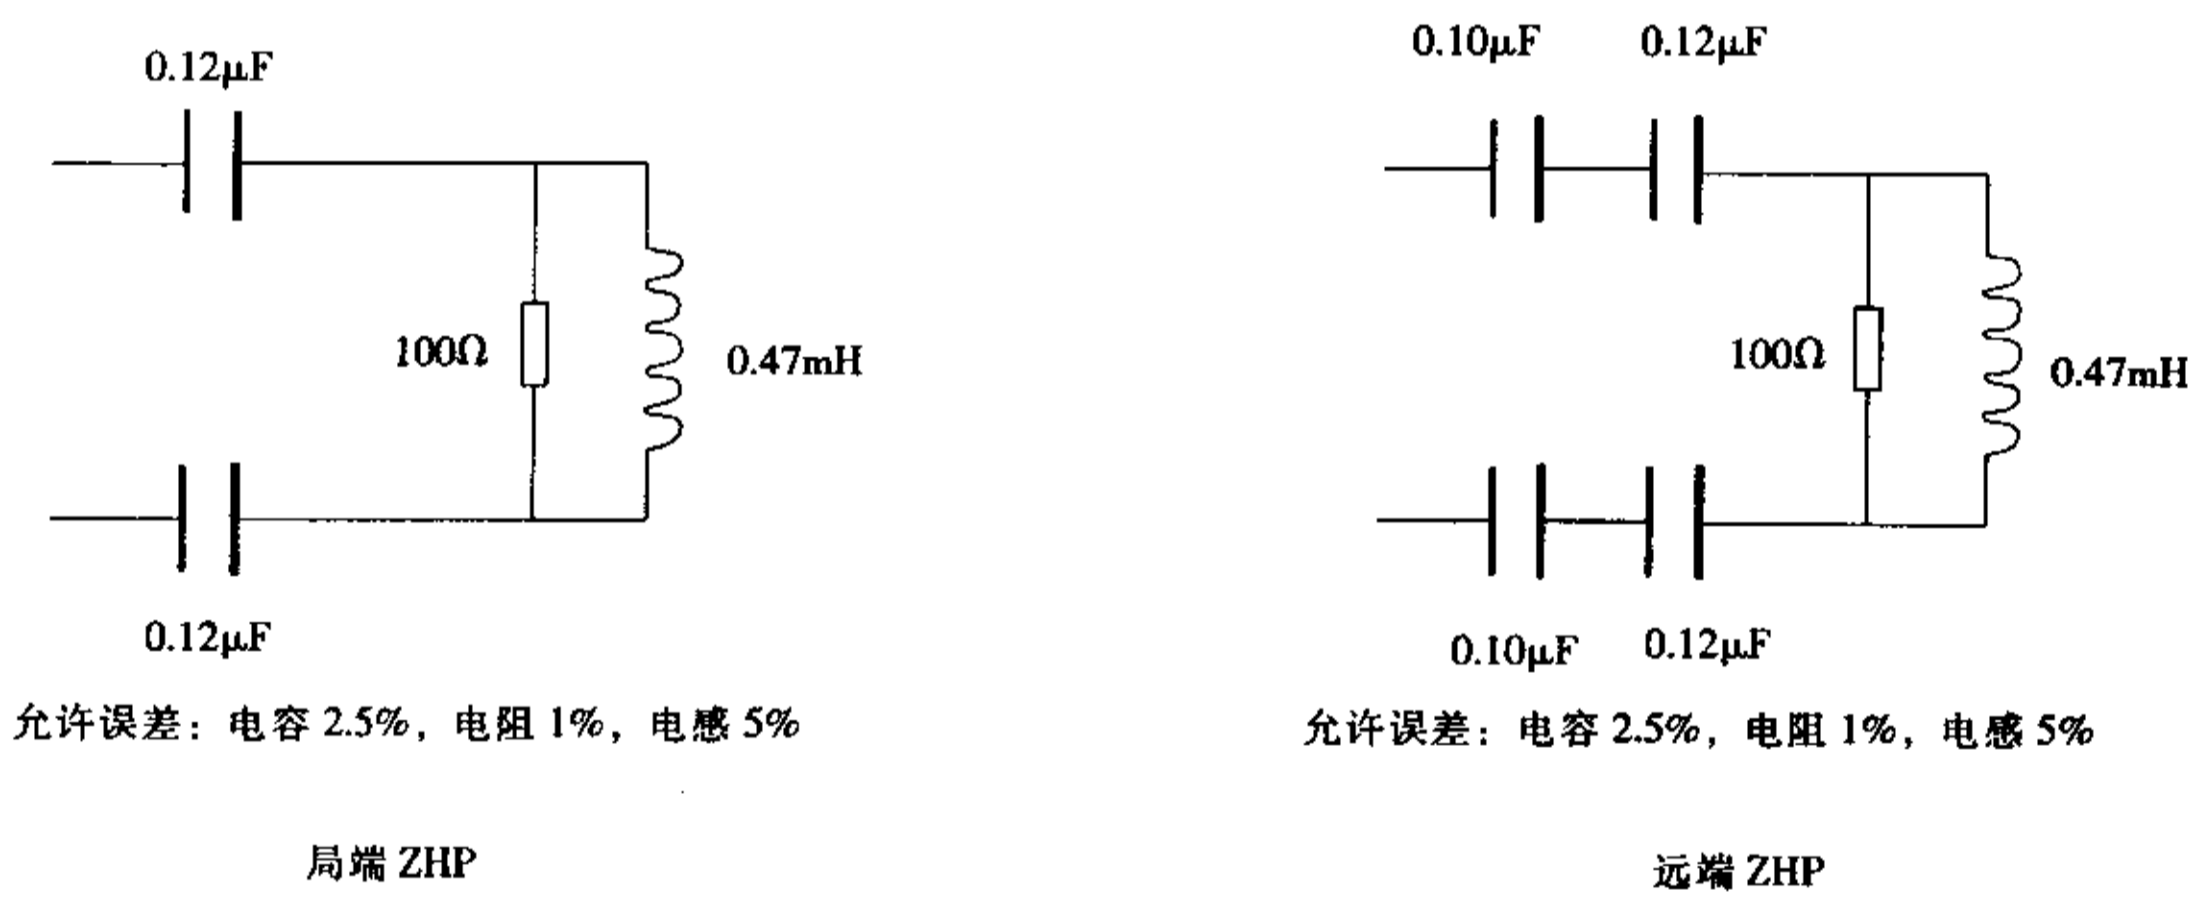 0.12μF
100Ω
0.47mH
0.12μF
允许误差：电容 2.5%，电阻 1%，电感 5%
局端 ZHP
0.10μF 0.12μF
100Ω
0.47mH
0.10μF 0.12μF
允许误差：电容 2.5%，电阻 1%，电感 5%
远端 ZHP